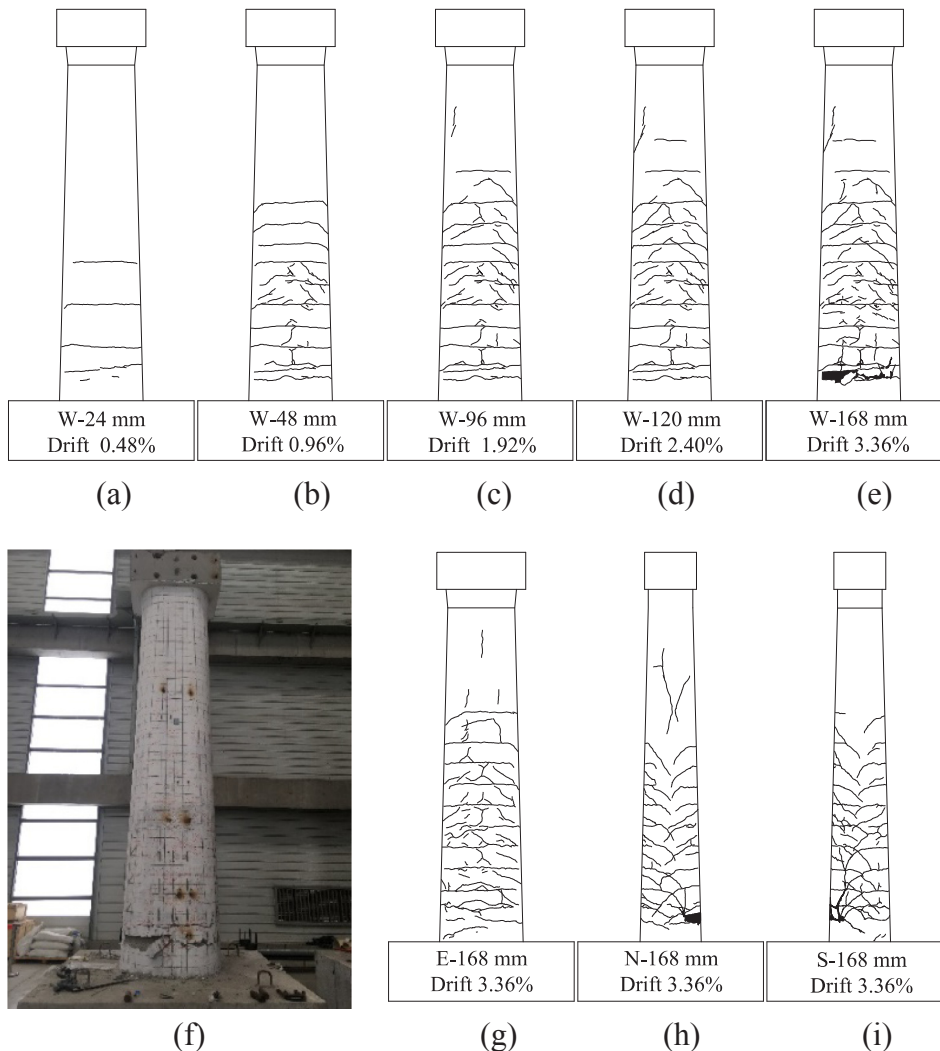 W-24 mm
Drift 0.48%
W-48 mm
Drift 0.96%
W-96 mm
Drift 1.92%
W-120 mm
Drift 2.40%
W-168 mm
Drift 3.36%
(a)
(b)
(c)
(d)
(e)
E-168 mm
Drift 3.36%
N-168 mm
Drift 3.36%
S-168 mm
Drift 3.36%
(f)
(g)
(h)
(i)